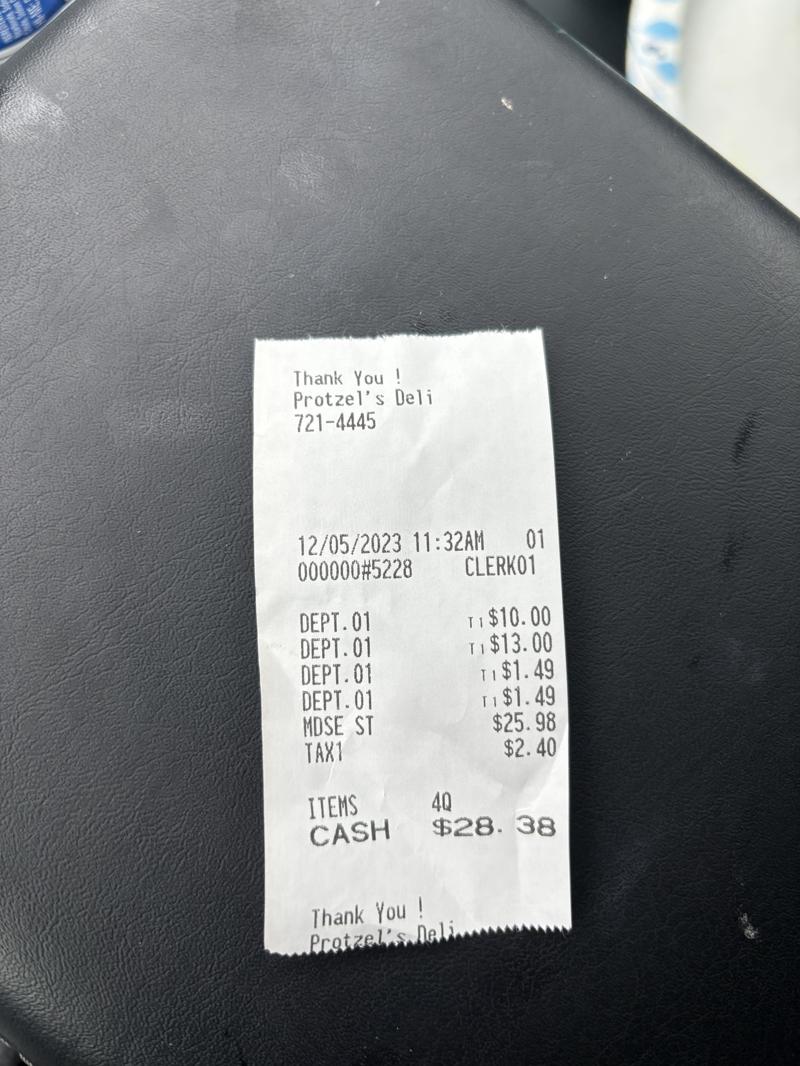 Thank You !
Protzel's Deli
721-4445
12/05/2023 11:32AM 01
000000#5228 CLERK01
DEPT.01 T1 $10.00
DEPT.01 T1 $13.00
DEPT.01 T1 $1.49
DEPT.01 T1 $1.49
MDSE ST $25.98
TAX1 $2.40
ITEMS 4Q
CASH $28.38
Thank You !
Protzel's Deli